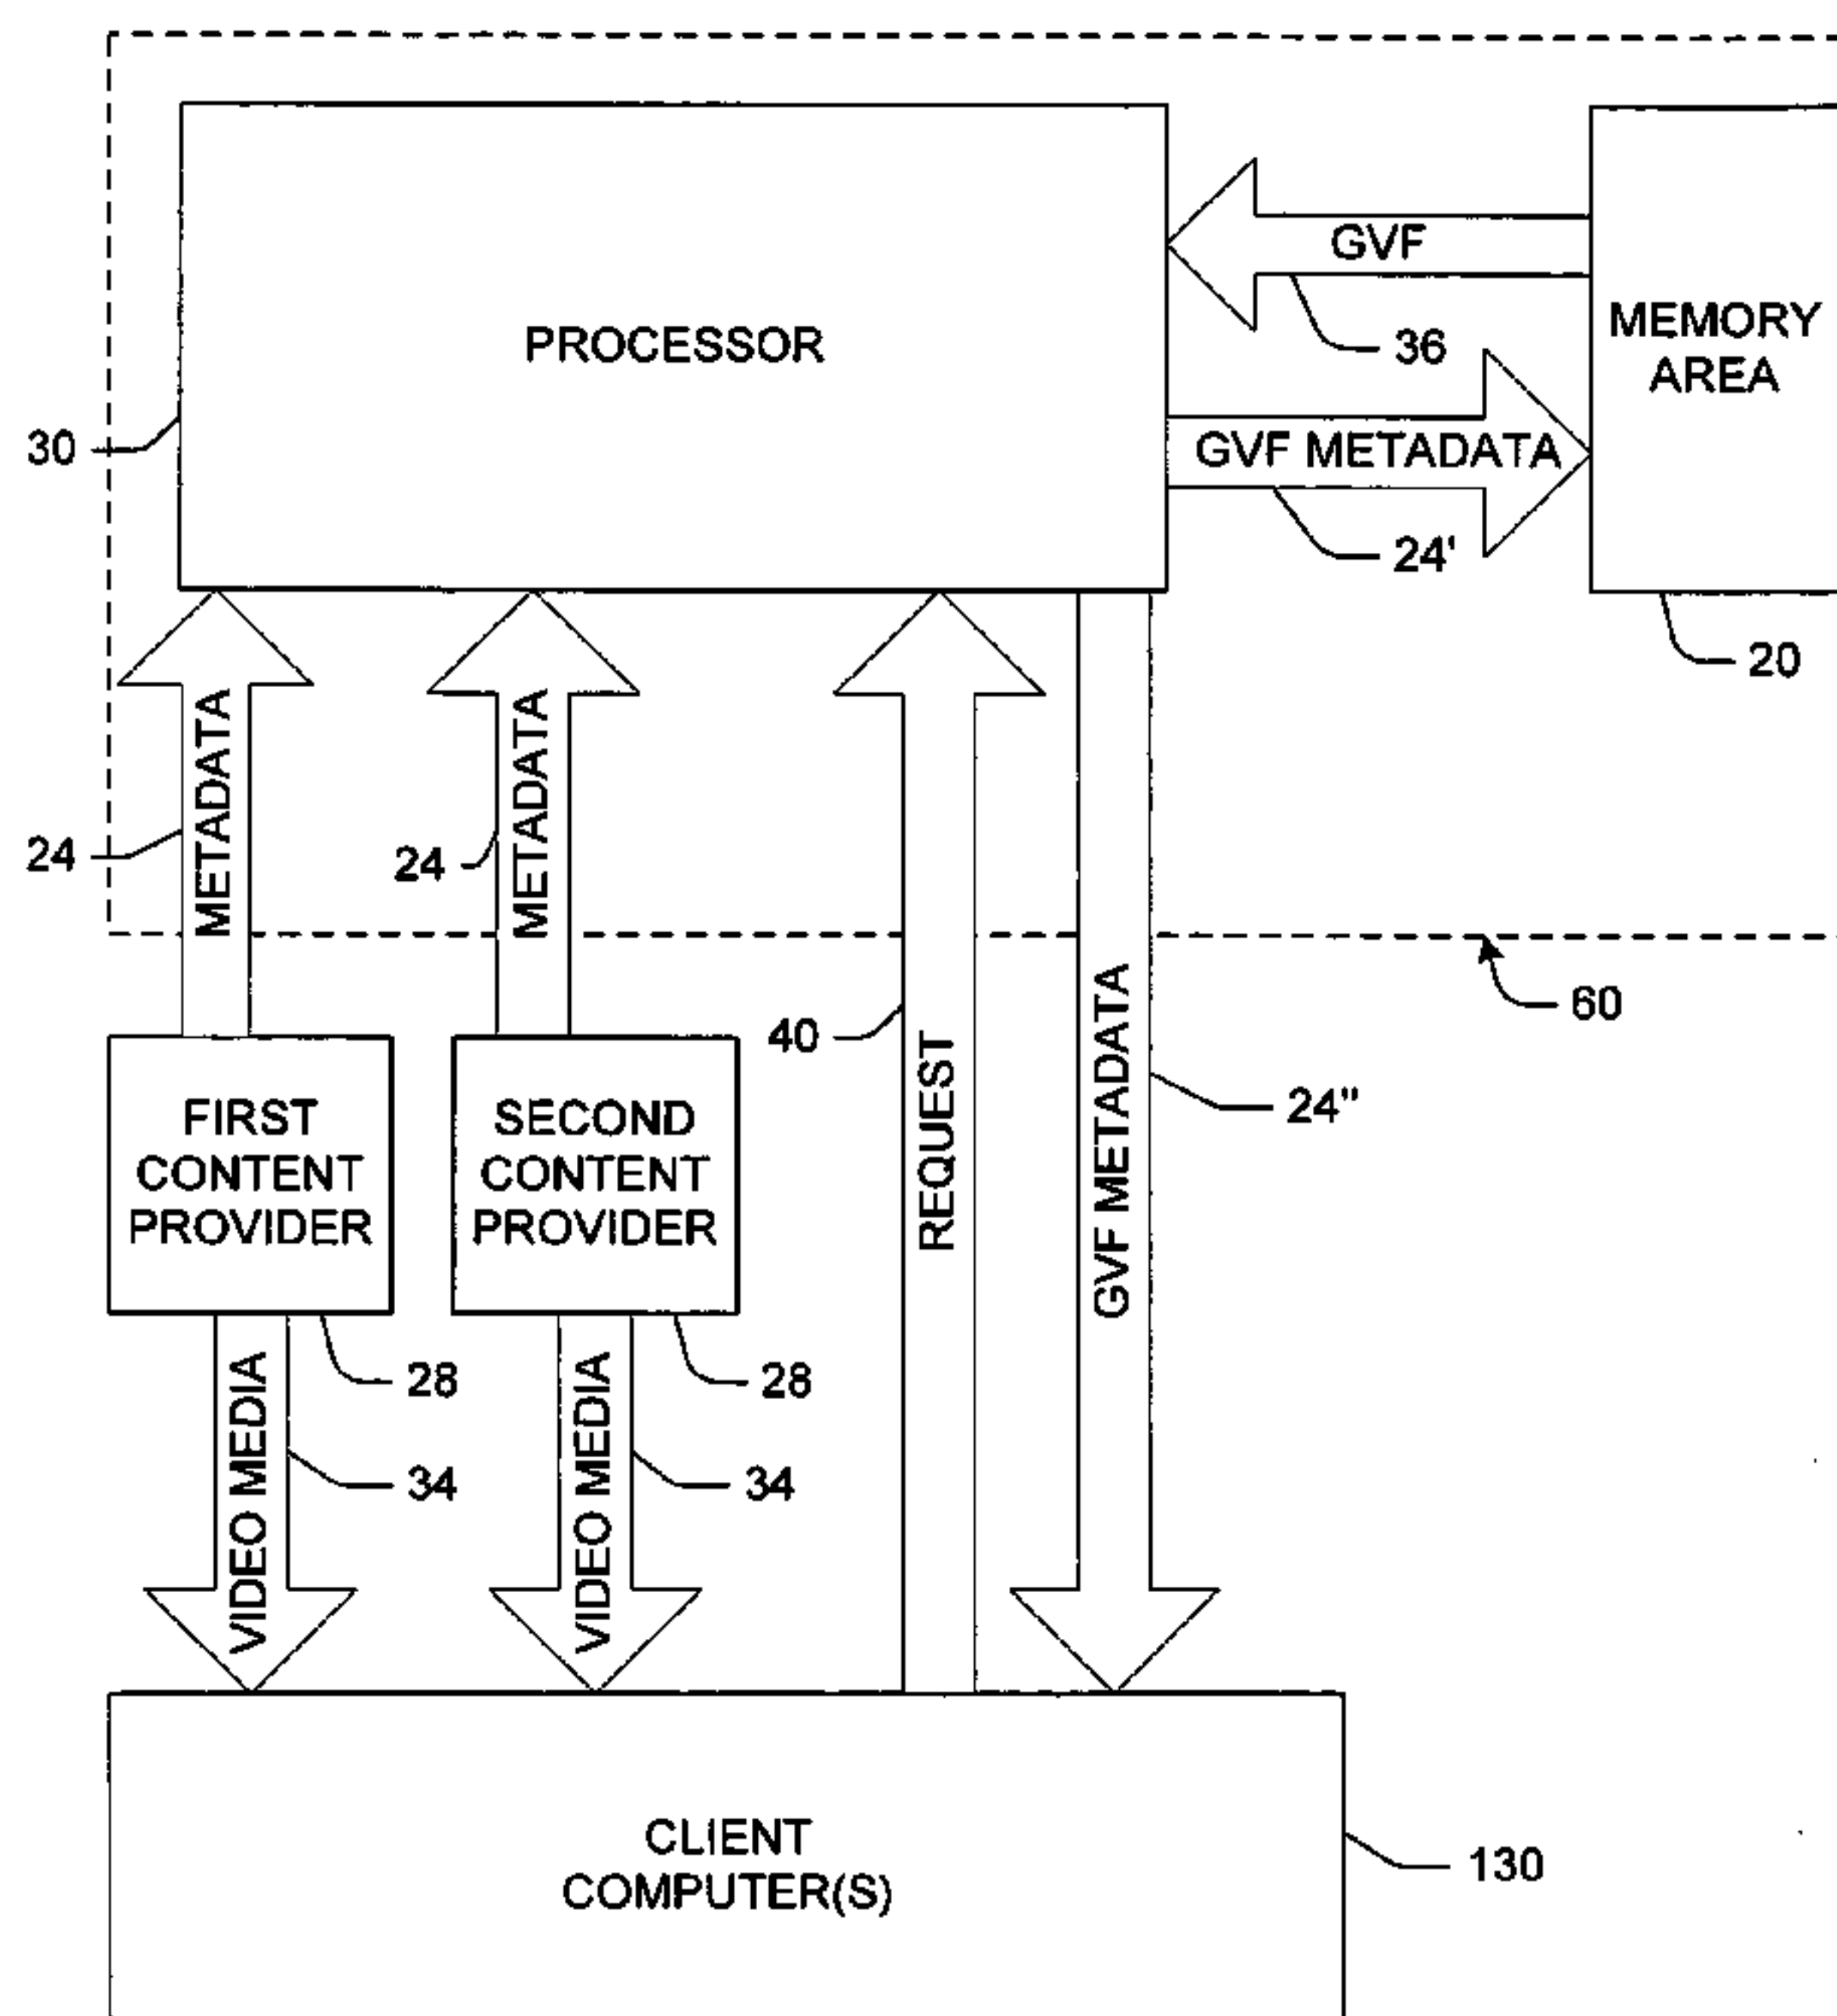 GVF
PROCESSOR
MEMORY
AREA
36
30
GVF METADATA
24'
20
METADATA
METADATA
24
24
60
40
REQUEST
GVF METADATA
24"
FIRST
CONTENT
PROVIDER
SECOND
CONTENT
PROVIDER
28
28
VIDEO MEDIA
34
VIDEO MEDIA
34
CLIENT
COMPUTER(S)
130